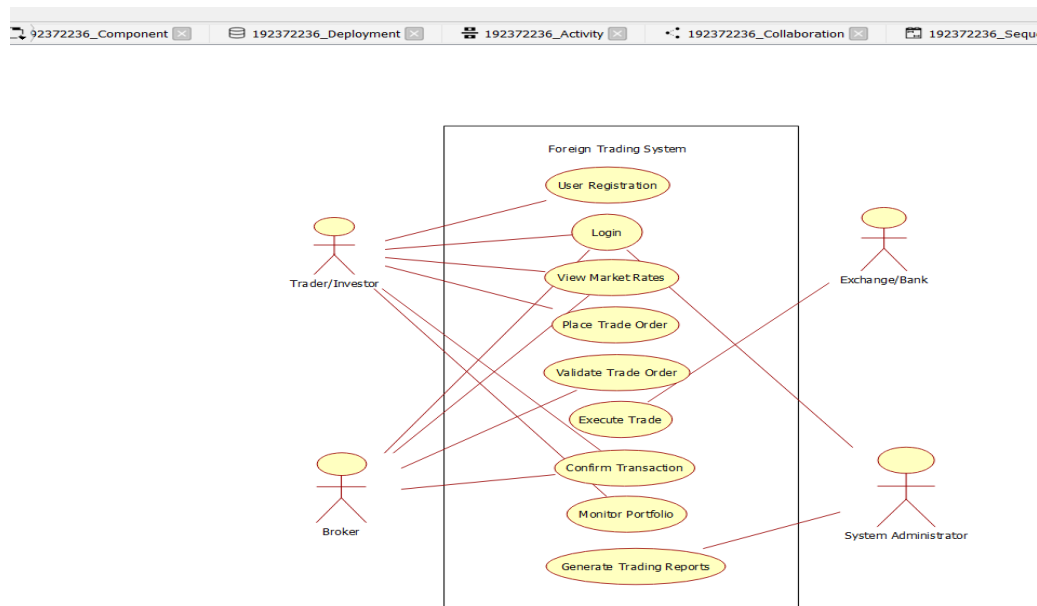 92372236_Component
192372236_Deployment
192372236_Activity
192372236_Collaboration
192372236_Sequ
Foreign Trading System
User Registration
Login
View Market Rates
Place Trade Order
Validate Trade Order
Execute Trade
Confirm Transaction
Monitor Portfolio
Generate Trading Reports
Trader/Investor
Exchange/Bank
Broker
System Administrator